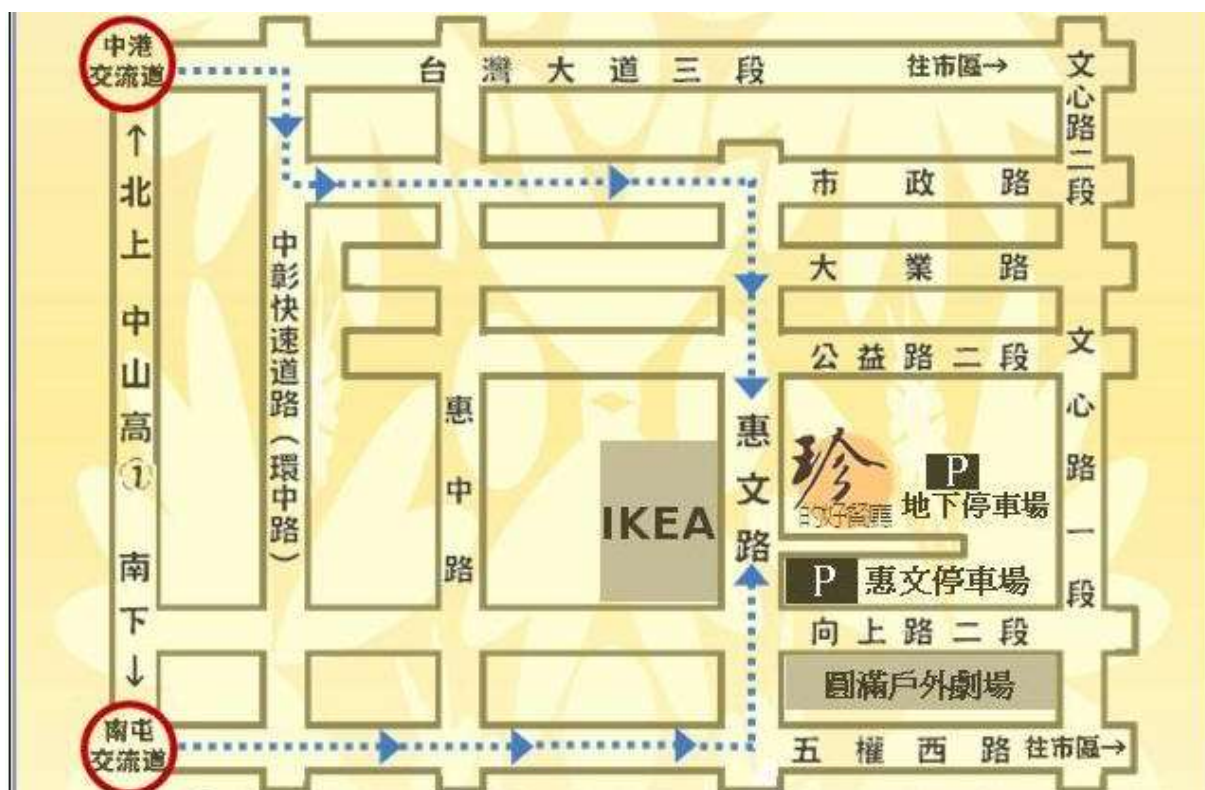 中港
交流道
台灣大道三段
往市區→
文心路二段
↑北上 中山高① 南下↓
中彰快速道路（環中路）
市政路
大業路
公益路二段
文心路一段
惠中路
惠文路
IKEA
珍
的好餐廳
P
地下停車場
P 惠文停車場
向上路二段
圓滿戶外劇場
南屯
交流道
五權西路 往市區→